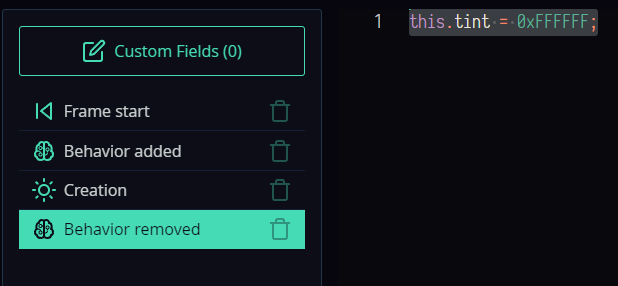 Custom Fields (0)
Frame start
Behavior added
Creation
Behavior removed
1 this.tint = 0xFFFFFF;